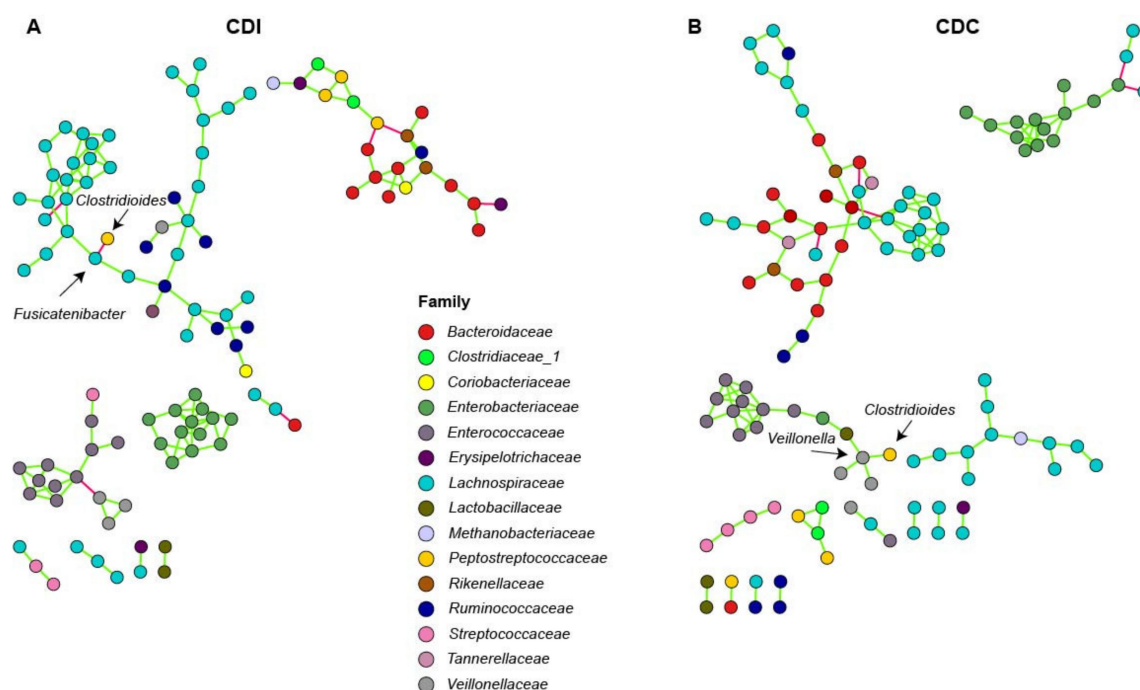 A
CDI
Clostridioides
Fusicatenibacter
Family
Bacteroidaceae
Clostridiaceae_1
Coriobacteriaceae
Enterobacteriaceae
Enterococcaceae
Erysipelotrichaceae
Lachnospiraceae
Lactobacillaceae
Methanobacteriaceae
Peptostreptococcaceae
Rikenellaceae
Ruminococcaceae
Streptococcaceae
Tannerellaceae
Veillonellaceae
B
CDC
Clostridioides
Veillonella